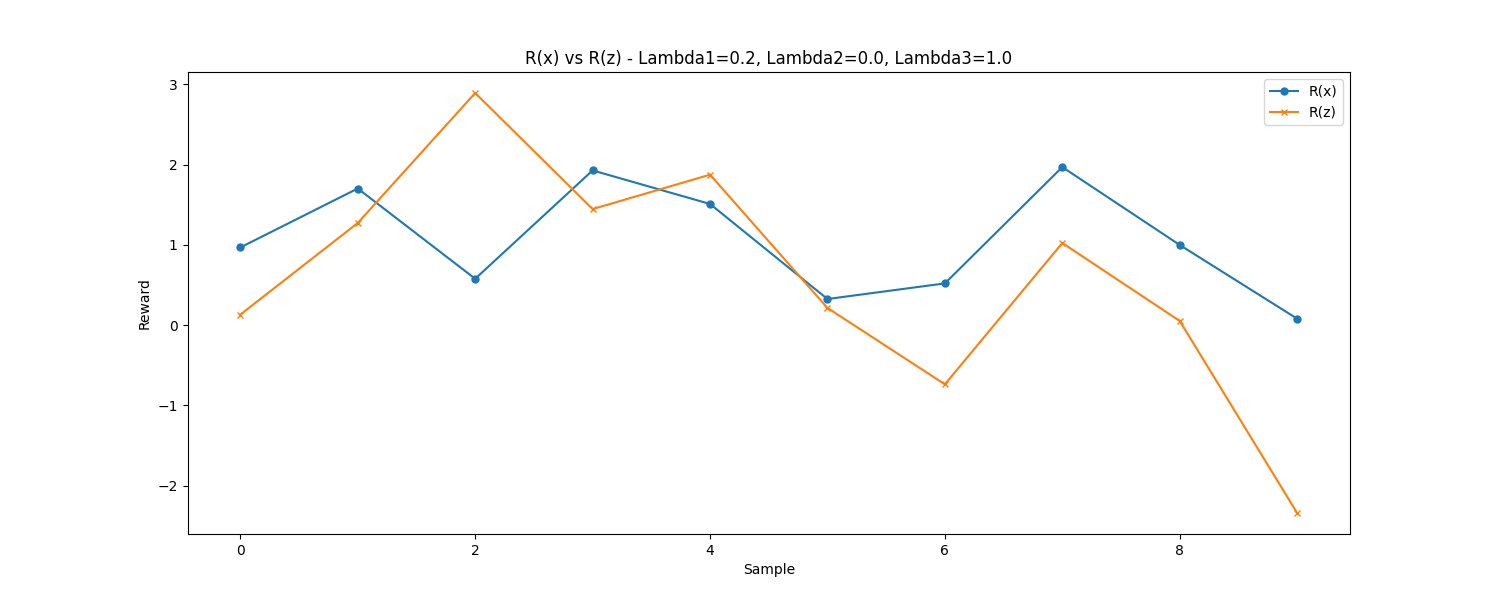 R(x) vs R(z) - Lambda1=0.2, Lambda2=0.0, Lambda3=1.0
R(x)
R(z)
3
2
1
0
−1
−2
Reward
0
2
4
6
8
Sample